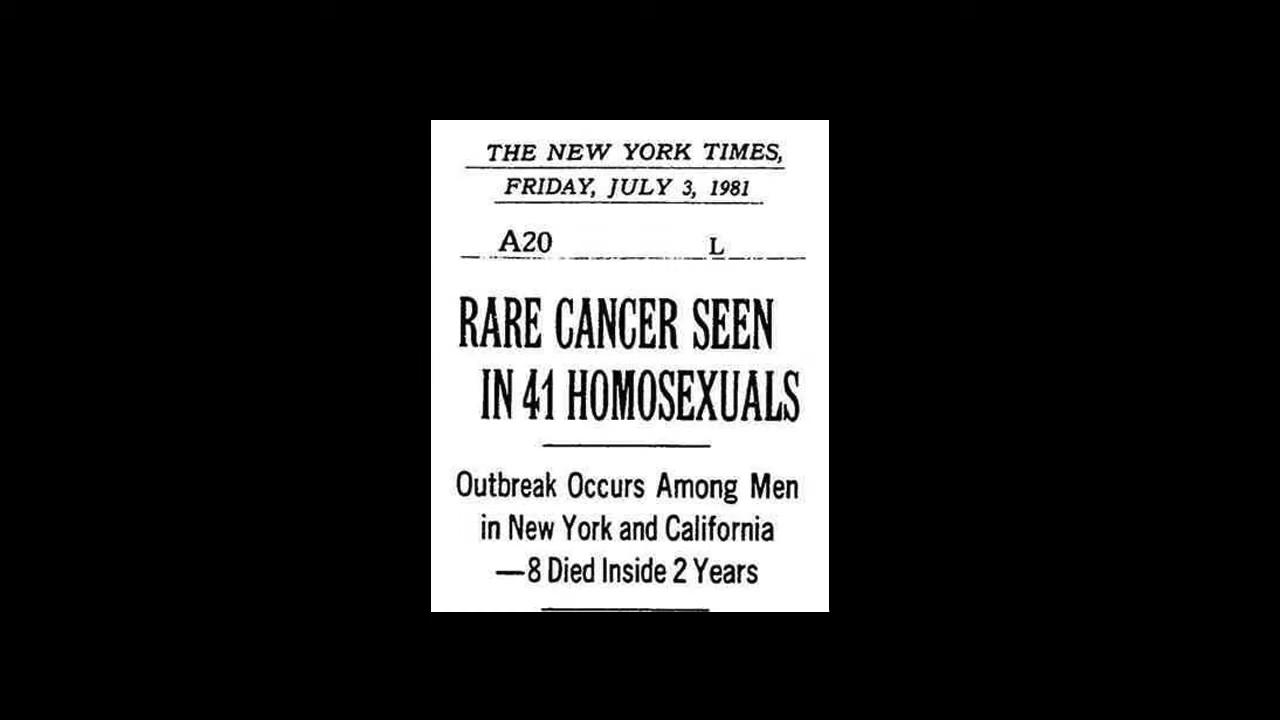 THE NEW YORK TIMES,
FRIDAY, JULY 3, 1981
A20 L
RARE CANCER SEEN
IN 41 HOMOSEXUALS
Outbreak Occurs Among Men
in New York and California
—8 Died Inside 2 Years